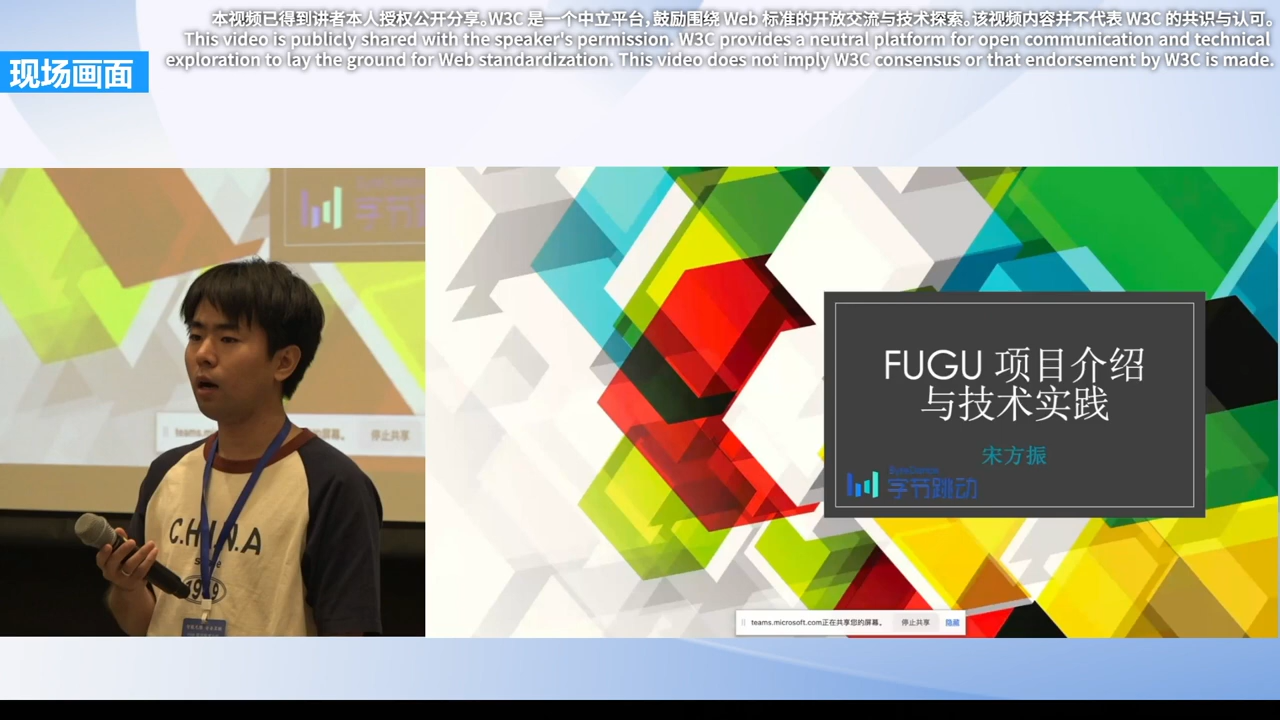 本视频已得到讲者本人授权公开分享。W3C 是一个中立平台，鼓励围绕 Web 标准的开放交流与技术探索。该视频内容并不代表 W3C 的共识与认可。
This video is publicly shared with the speaker's permission. W3C provides a neutral platform for open communication and technical
exploration to lay the ground for Web standardization. This video does not imply W3C consensus or that endorsement by W3C is made.
现场画面
字节
停止共享
C.H.I.N.A
FUGU 项目介绍
与技术实践
宋方振
ByteDance
字节跳动
teams.microsoft.com正在共享您的屏幕。
停止共享
隐藏